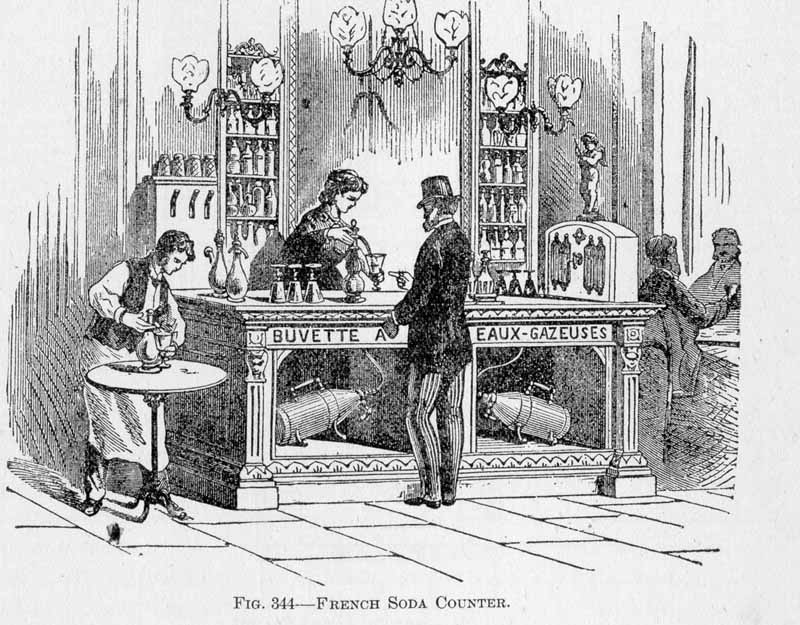 BUVETTE A EAUX-GAZEUSES
FIG. 344—FRENCH SODA COUNTER.